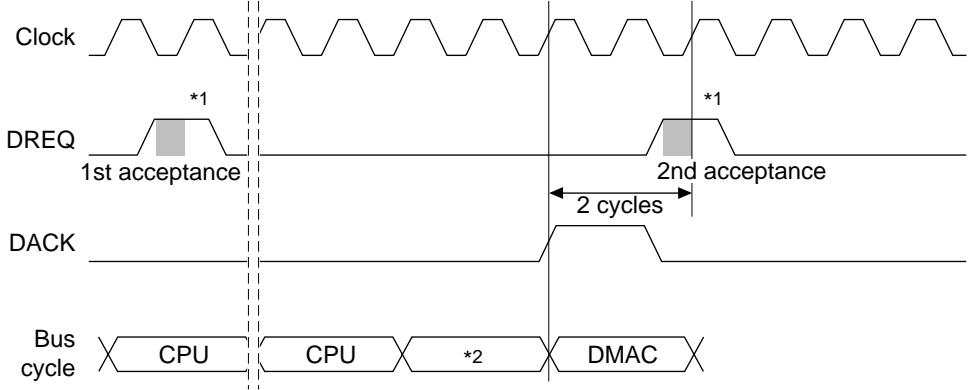 Clock
*1
*1
DREQ
1st acceptance
2nd acceptance
2 cycles
DACK
Bus
cycle
CPU
CPU
*2
DMAC